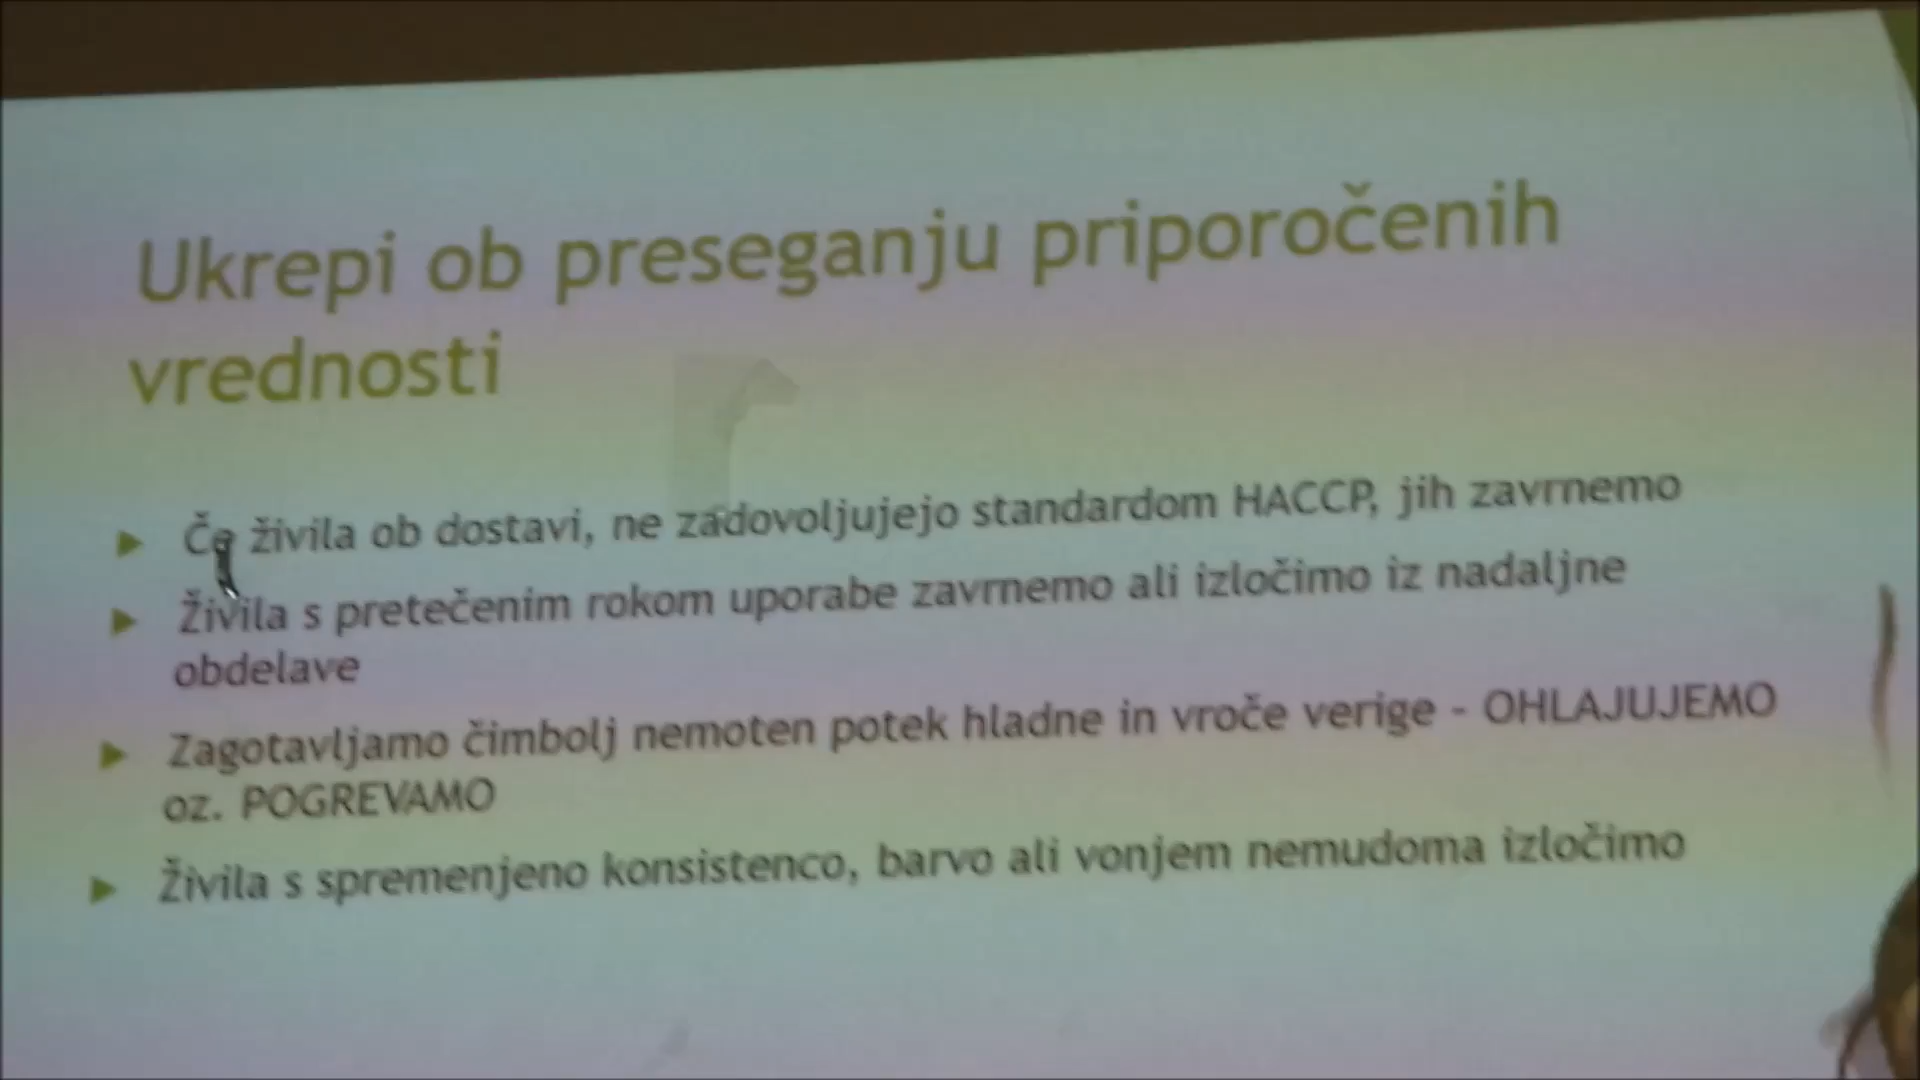 Ukrepi ob preseganju priporočenih
vrednosti
Če živila ob dostavi, ne zadovoljujejo standardom HACCP, jih zavrnemo
Živila s pretečenim rokom uporabe zavrnemo ali izločimo iz nadaljne
obdelave
Zagotavljamo čimbolj nemoten potek hladne in vroče verige - OHLAJUJEMO
oz. POGREVAMO
Živila s spremenjeno konsistenco, barvo ali vonjem nemudoma izločimo